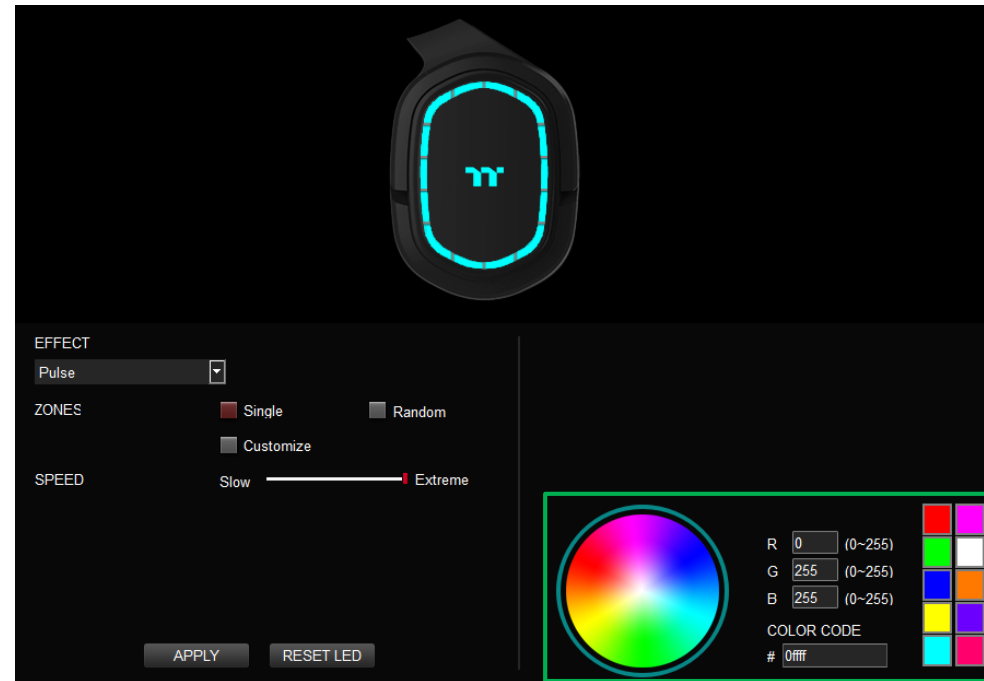 EFFECT
Pulse
ZONES
Single
Random
Customize
SPEED
Slow
Extreme
APPLY
RESET LED
R 0 (0~255)
G 255 (0~255)
B 255 (0~255)
COLOR CODE
# 0ffff